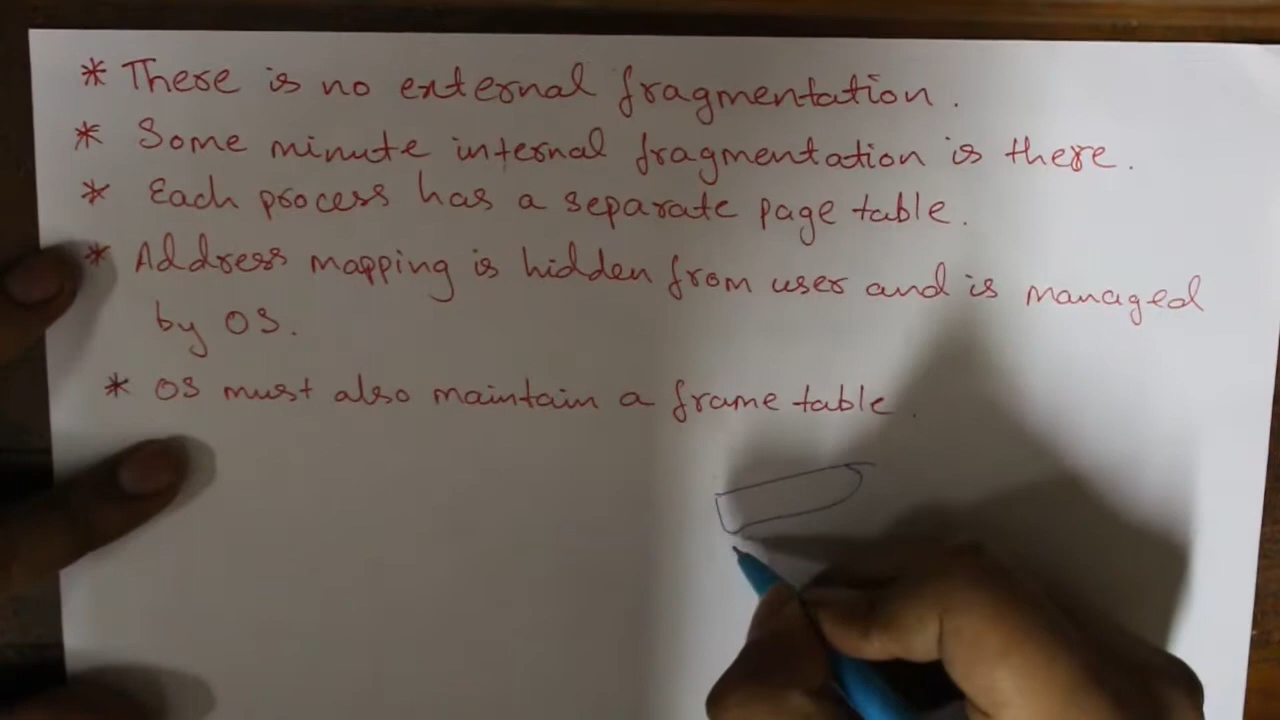 * There is no external fragmentation.
* Some minute internal fragmentation is there.
* Each process has a separate page table.
* Address mapping is hidden from user and is managed
by OS.
* OS must also maintain a frame table.